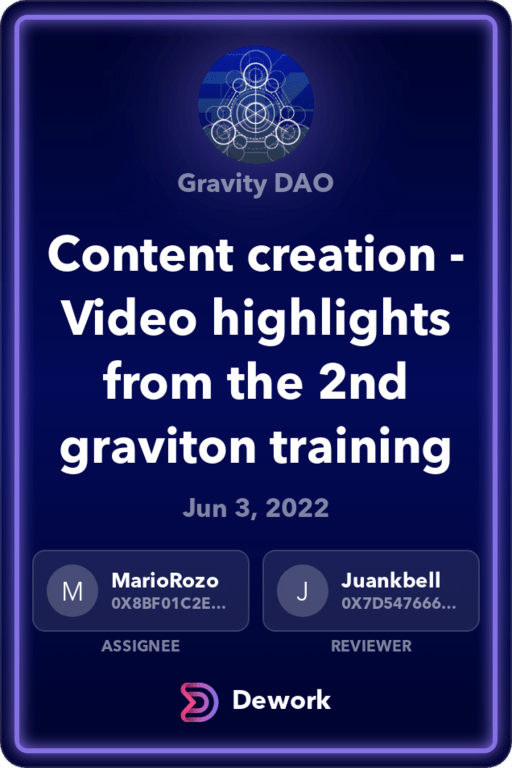 Gravity DAO
Content creation -
Video highlights
from the 2nd
graviton training
Jun 3, 2022
M
MarioRozo
0X8BF01C2E...
J
Juankbell
0X7D547666...
ASSIGNEE
REVIEWER
Dework